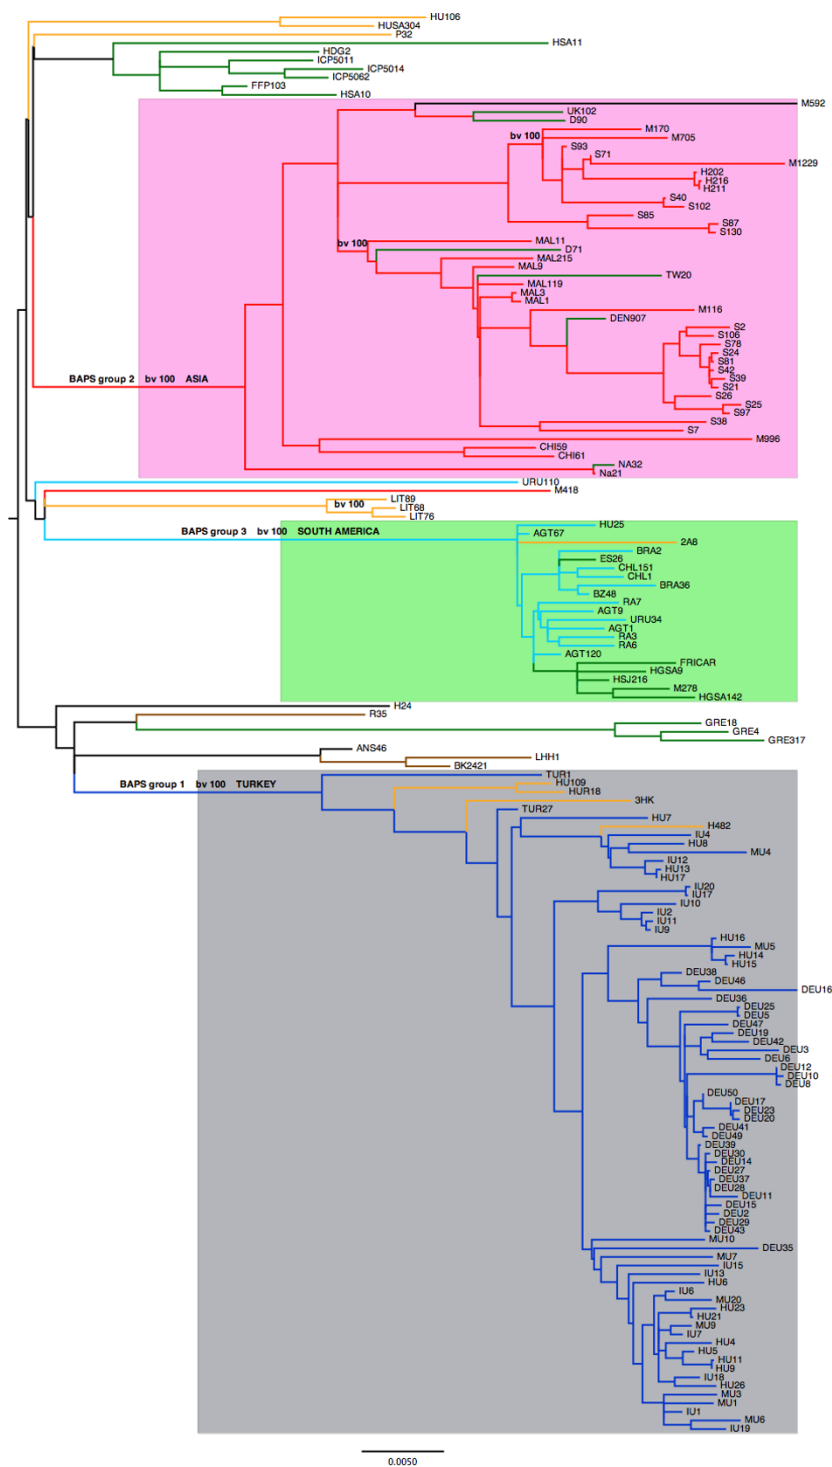 HU106
HUSA304
P32
HSA11
HDG2
ICP5011
ICP5014
ICP5062
FFP103
HSA10
M592
UK102
D90
M170
bv 100
M705
S93
S71
M1229
H202
H216
H211
S40
S102
S85
S87
S130
MAL11
bv 100
D71
MAL215
MAL9
TW20
MAL119
MAL3
MAL1
M116
DEN907
S2
S106
S78
S24
S81
S42
BAPS group 2 bv 100 ASIA
S39
S21
S26
S25
S97
S38
S7
M996
CHI59
CHI61
NA32
Na21
URU110
M418
LIT89
bv 100
LIT68
LIT76
HU25
BAPS group 3 bv 100 SOUTH AMERICA
AGT67
2A8
BRA2
ES26
CHL151
CHL1
BRA36
BZ48
RA7
AGT9
URU34
AGT1
RA3
RA6
AGT120
FRICAR
HGSA9
HSJ216
M278
HGSA142
H24
R35
GRE18
GRE4
GRE317
ANS46
LHH1
BK2421
TUR1
BAPS group 1 bv 100 TURKEY
HU109
HUR18
3HK
TUR27
HU7
H482
IU4
HU8
MU4
IU12
HU13
HU17
IU20
IU17
IU10
IU2
IU11
IU9
HU16
MU5
HU14
HU15
DEU38
DEU46
DEU16
DEU36
DEU25
DEU5
DEU47
DEU19
DEU42
DEU3
DEU6
DEU12
DEU10
DEU8
DEU50
DEU17
DEU23
DEU20
DEU41
DEU49
DEU39
DEU30
DEU14
DEU27
DEU37
DEU28
DEU11
DEU15
DEU2
DEU29
DEU43
MU10
DEU35
MU7
IU15
IU13
HU6
IU6
MU20
HU23
HU21
MU9
IU7
HU4
HU5
HU11
HU9
IU18
HU26
MU3
MU1
IU1
MU6
IU19
0.0050